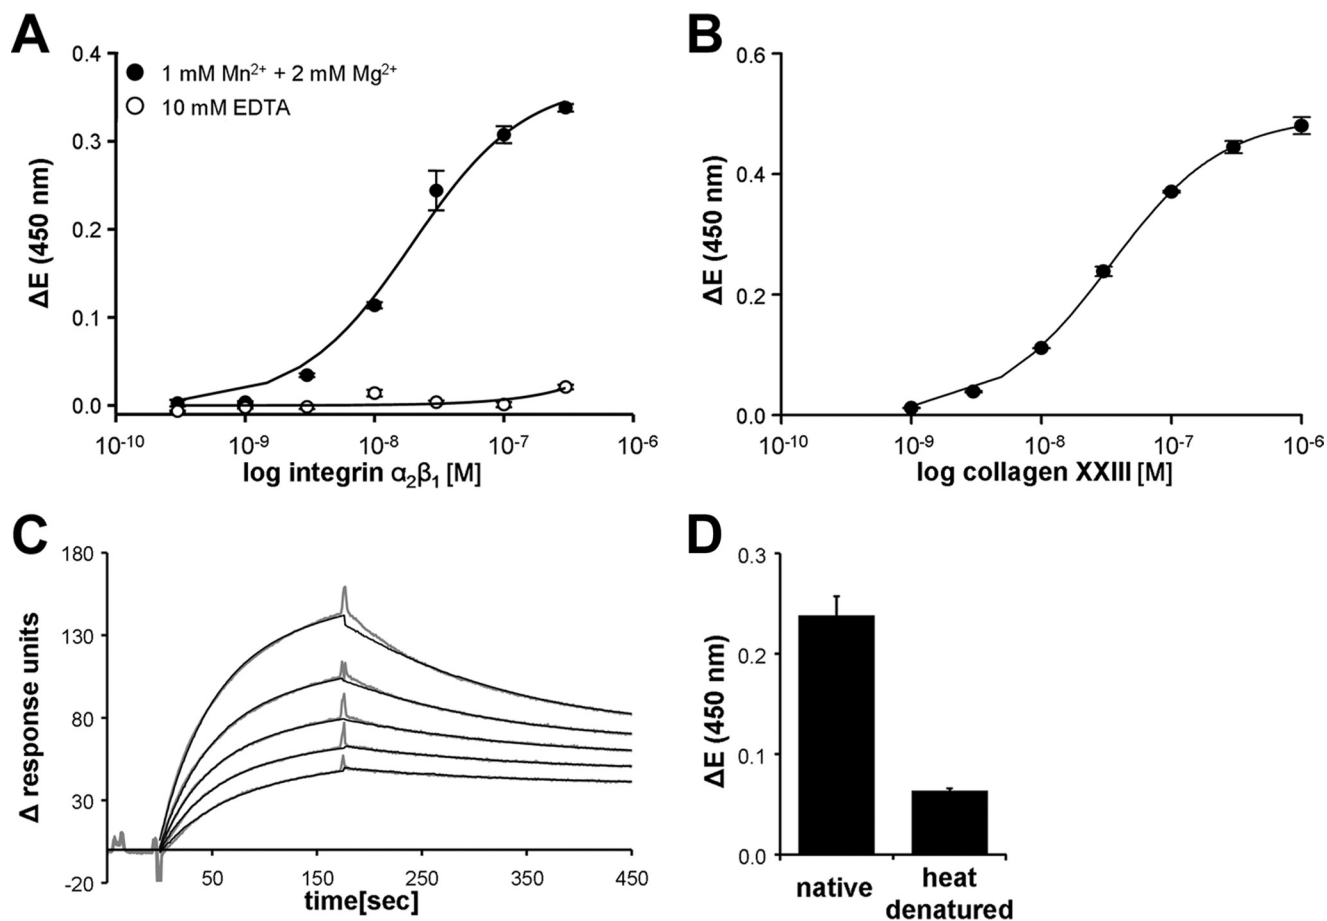 A
0.4
0.3
0.2
0.1
0.0
ΔE (450 nm)
1 mM Mn²⁺ + 2 mM Mg²⁺
10 mM EDTA
10⁻¹⁰ 10⁻⁹ 10⁻⁸ 10⁻⁷ 10⁻⁶
log integrin α₂β₁ [M]
B
0.6
0.4
0.2
0.0
ΔE (450 nm)
10⁻¹⁰ 10⁻⁹ 10⁻⁸ 10⁻⁷ 10⁻⁶
log collagen XXIII [M]
C
180
130
80
30
-20
Δ response units
50 150 250 350 450
time[sec]
D
0.3
0.2
0.1
0.0
ΔE (450 nm)
native
heat
denatured